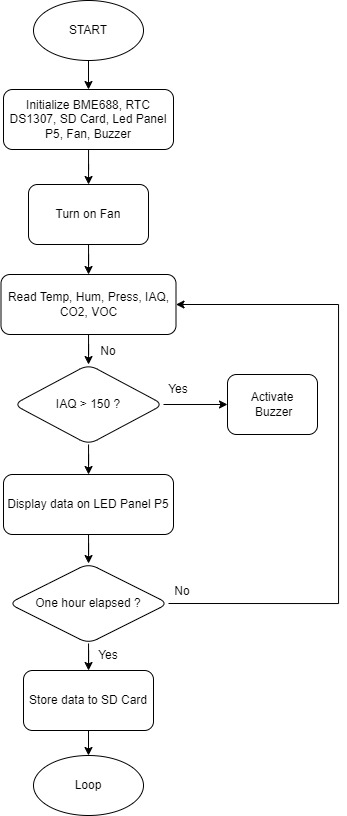 START
Initialize BME688, RTC
DS1307, SD Card, Led Panel
P5, Fan, Buzzer
Turn on Fan
Read Temp, Hum, Press, IAQ,
CO2, VOC
No
IAQ > 150 ?
Yes
Activate
Buzzer
Display data on LED Panel P5
One hour elapsed ?
No
Yes
Store data to SD Card
Loop